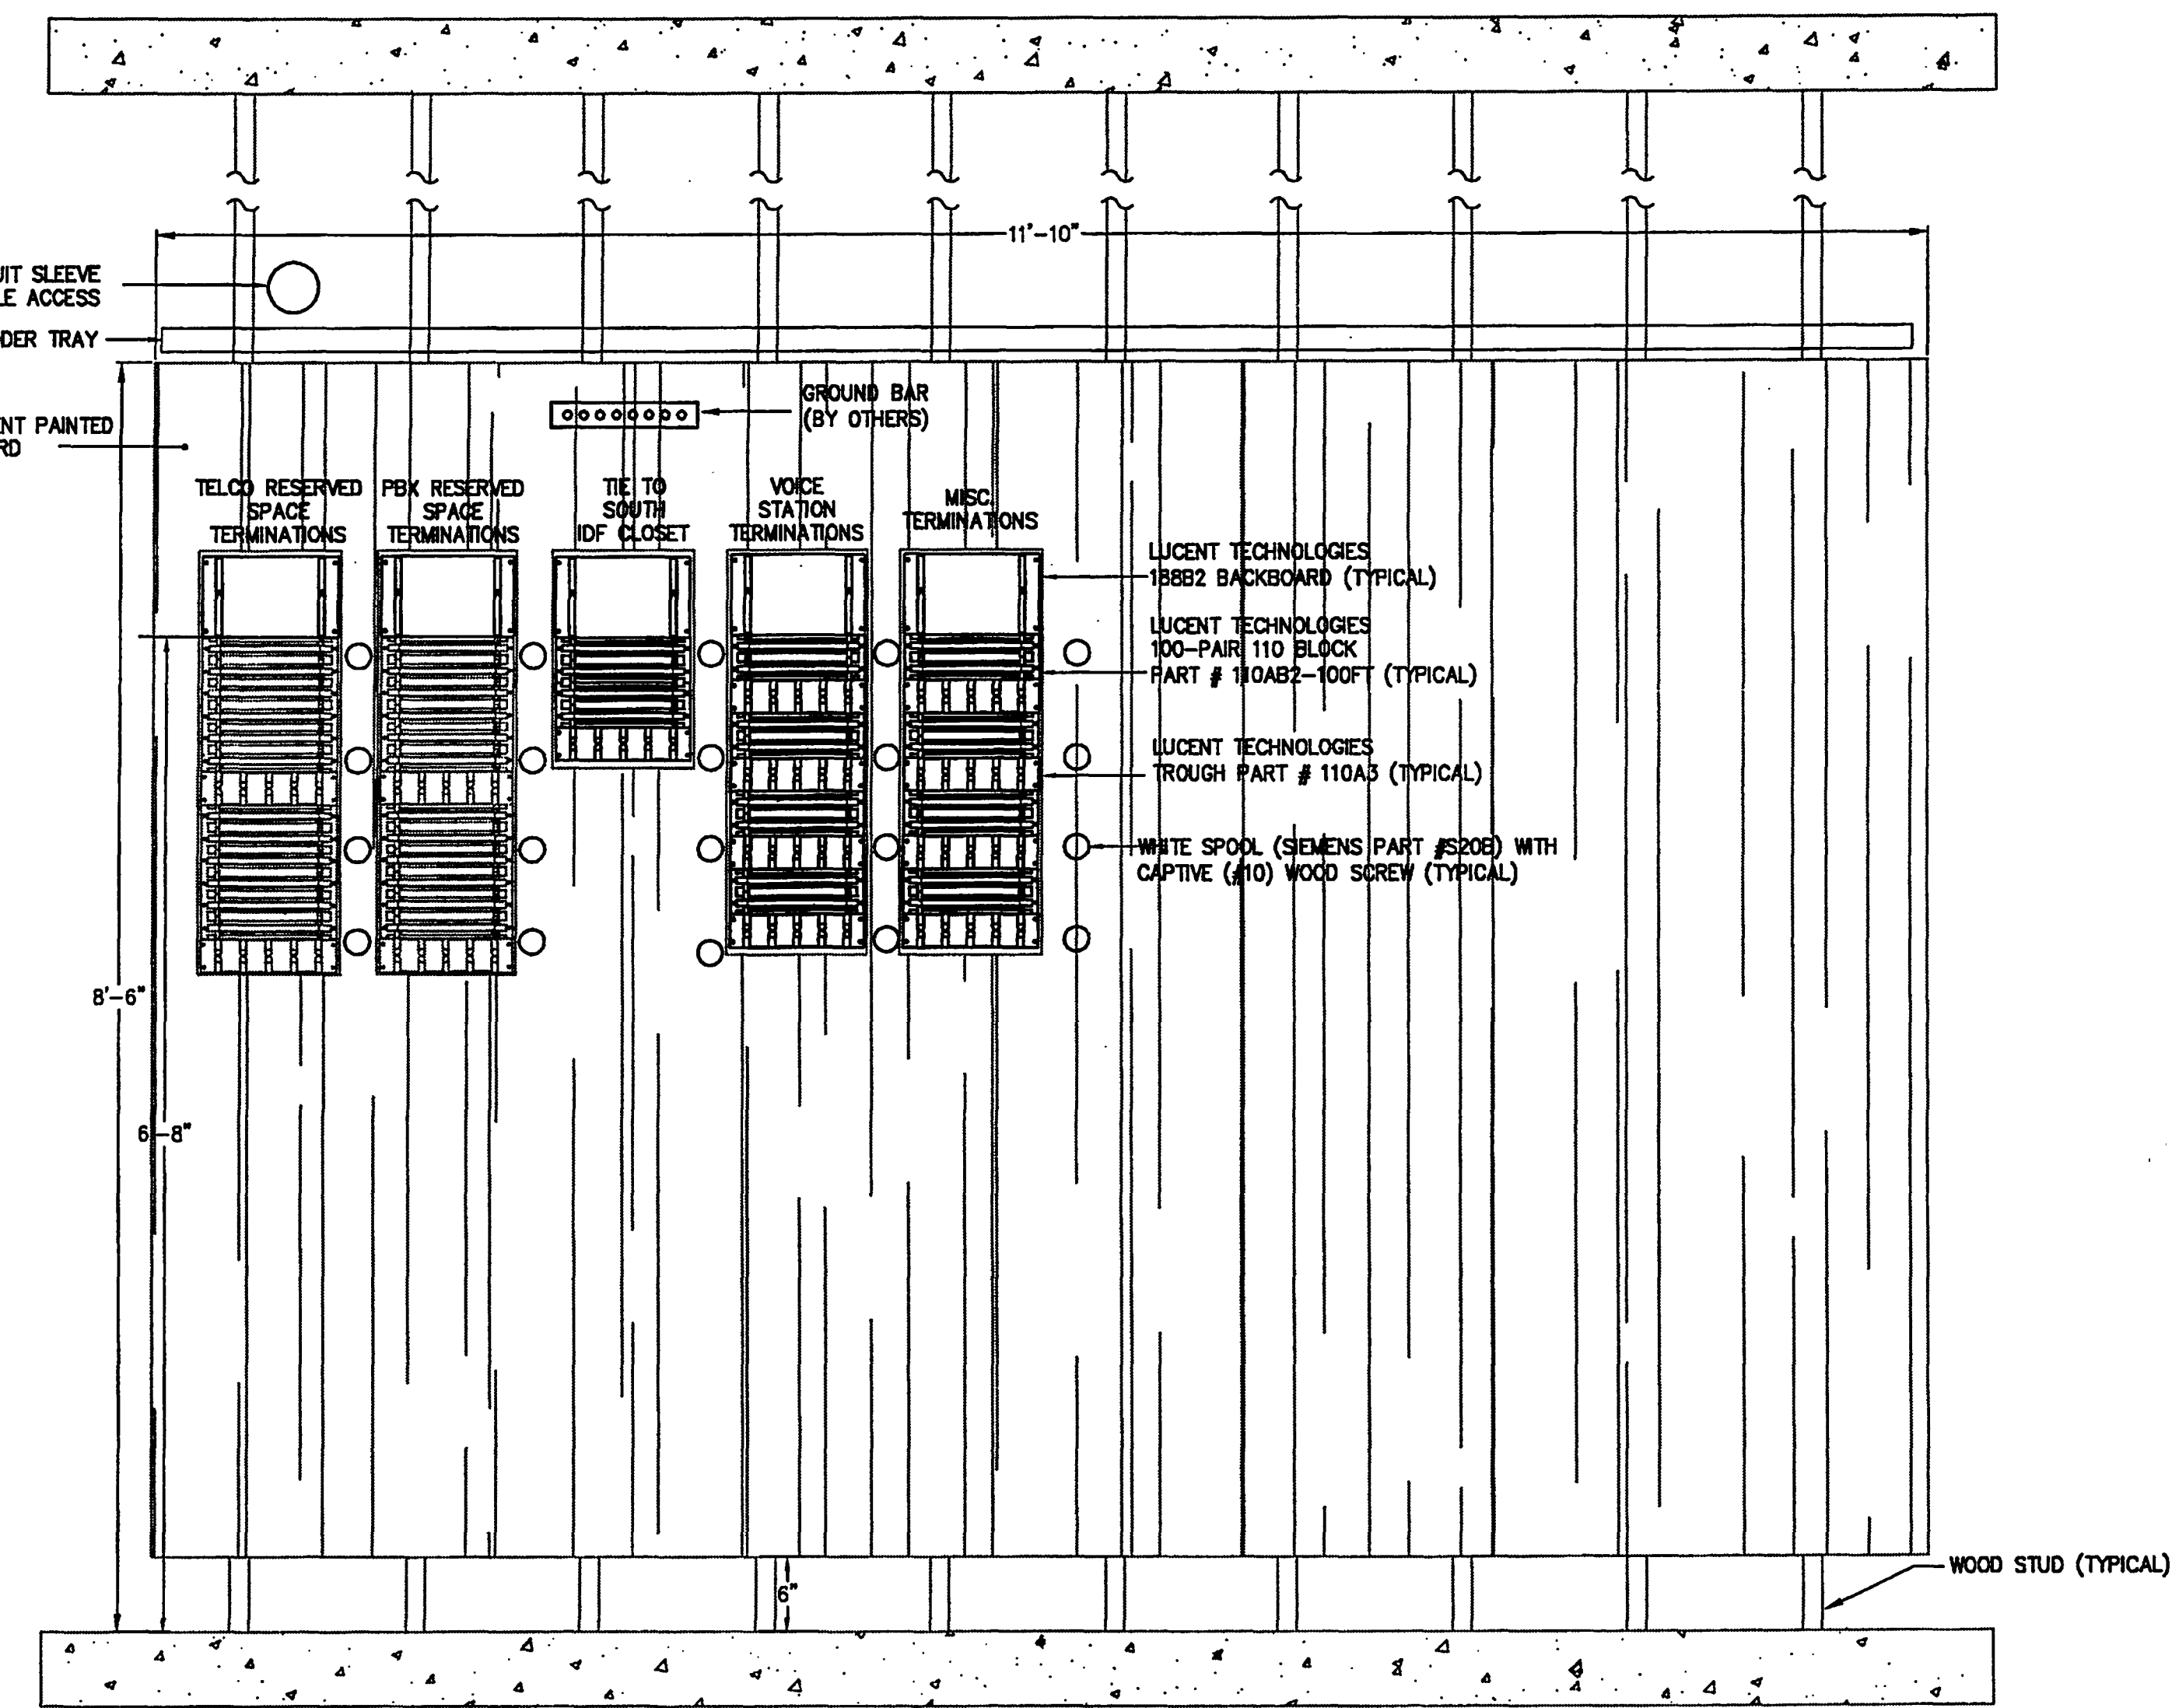 11'-10"
UIT SLEEVE
LE ACCESS
DDER TRAY
GROUND BAR
(BY OTHERS)
ENT PAINTED
RD
TELCO RESERVED
SPACE
TERMINATIONS
PBX RESERVED
SPACE
TERMINATIONS
TIE TO
SOUTH
IDF CLOSET
VOICE
STATION
TERMINATIONS
MISC.
TERMINATIONS
LUCENT TECHNOLOGIES
188B2 BACKBOARD (TYPICAL)
LUCENT TECHNOLOGIES
100-PAIR 110 BLOCK
PART # 110AB2-100FT (TYPICAL)
LUCENT TECHNOLOGIES
TROUGH PART # 110A3 (TYPICAL)
WHITE SPOOL (SIEMENS PART #S20B) WITH
CAPTIVE (#10) WOOD SCREW (TYPICAL)
8'-6"
6'-8"
6"
WOOD STUD (TYPICAL)